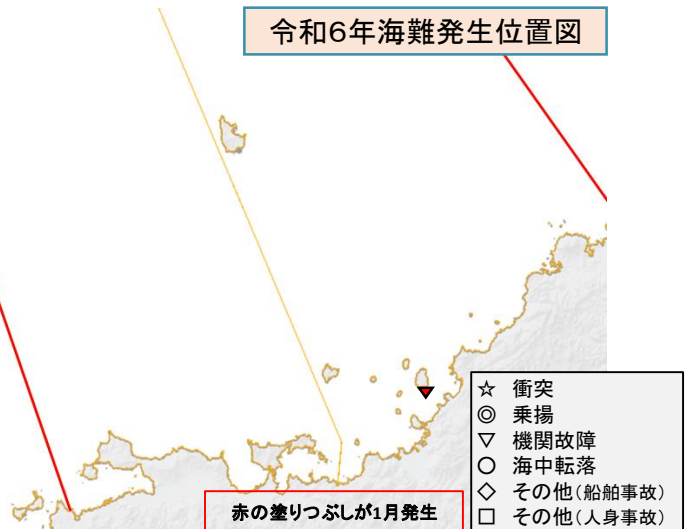 令和6年海難発生位置図
☆ 衝突
◎ 乗揚
▽ 機関故障
○ 海中転落
◇ その他(船舶事故)
□ その他(人身事故)
赤の塗りつぶしが1月発生